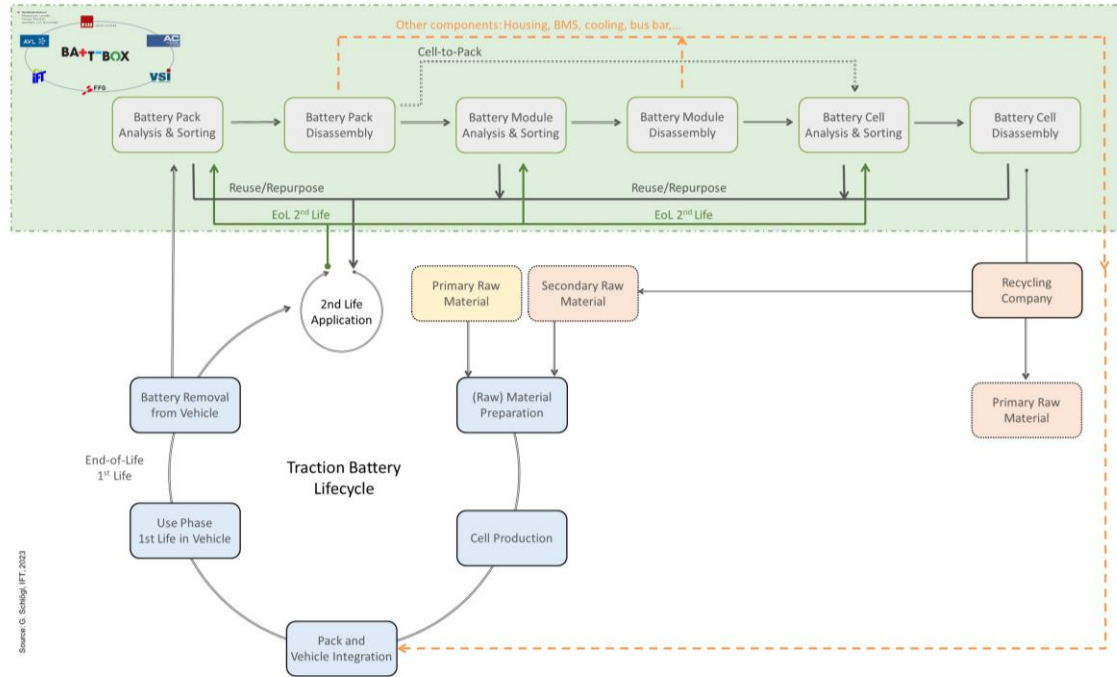 AVL
AC
BATT-BOX
iFT
FFG
vsi
Other components: Housing, BMS, cooling, bus bar,...
Cell-to-Pack
Battery Pack
Analysis & Sorting
Battery Pack
Disassembly
Battery Module
Analysis & Sorting
Battery Module
Disassembly
Battery Cell
Analysis & Sorting
Battery Cell
Disassembly
Reuse/Repurpose
Reuse/Repurpose
EoL 2nd Life
EoL 2nd Life
2nd Life
Application
Primary Raw
Material
Secondary Raw
Material
Recycling
Company
Battery Removal
from Vehicle
(Raw) Material
Preparation
Primary Raw
Material
End-of-Life
1st Life
Traction Battery
Lifecycle
Use Phase
1st Life in Vehicle
Cell Production
Pack and
Vehicle Integration
Source: G. Schlögl, IFT, 2023